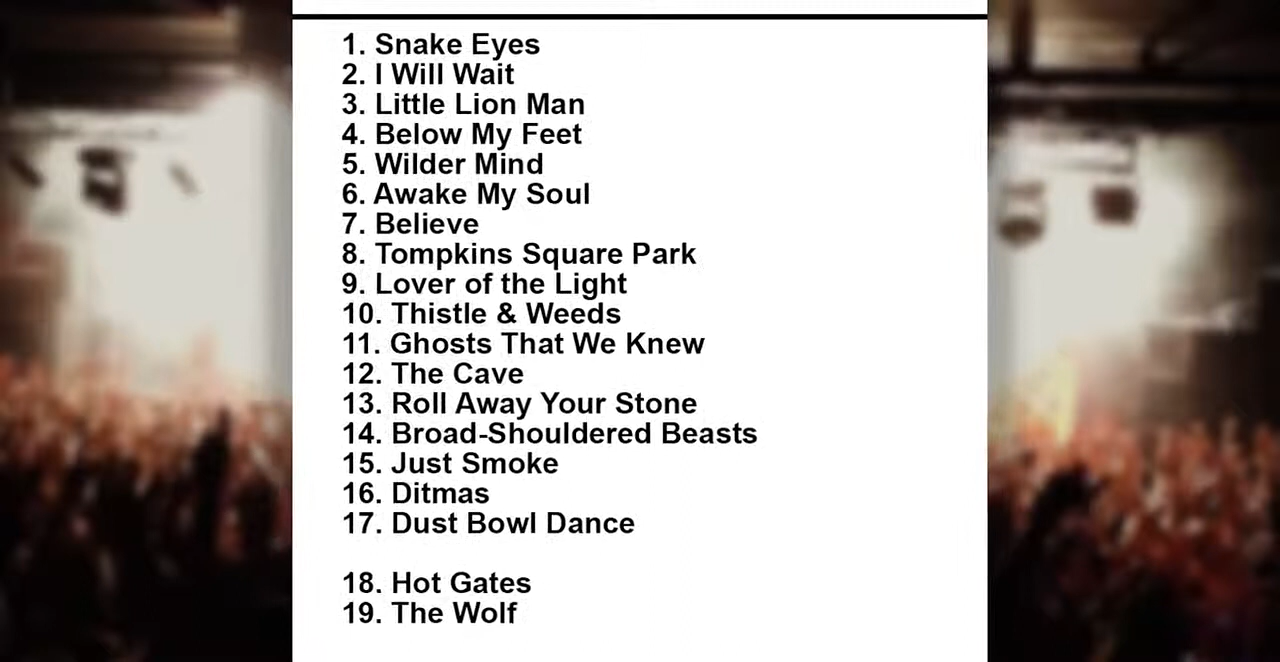 1. Snake Eyes
2. I Will Wait
3. Little Lion Man
4. Below My Feet
5. Wilder Mind
6. Awake My Soul
7. Believe
8. Tompkins Square Park
9. Lover of the Light
10. Thistle & Weeds
11. Ghosts That We Knew
12. The Cave
13. Roll Away Your Stone
14. Broad-Shouldered Beasts
15. Just Smoke
16. Ditmas
17. Dust Bowl Dance
18. Hot Gates
19. The Wolf